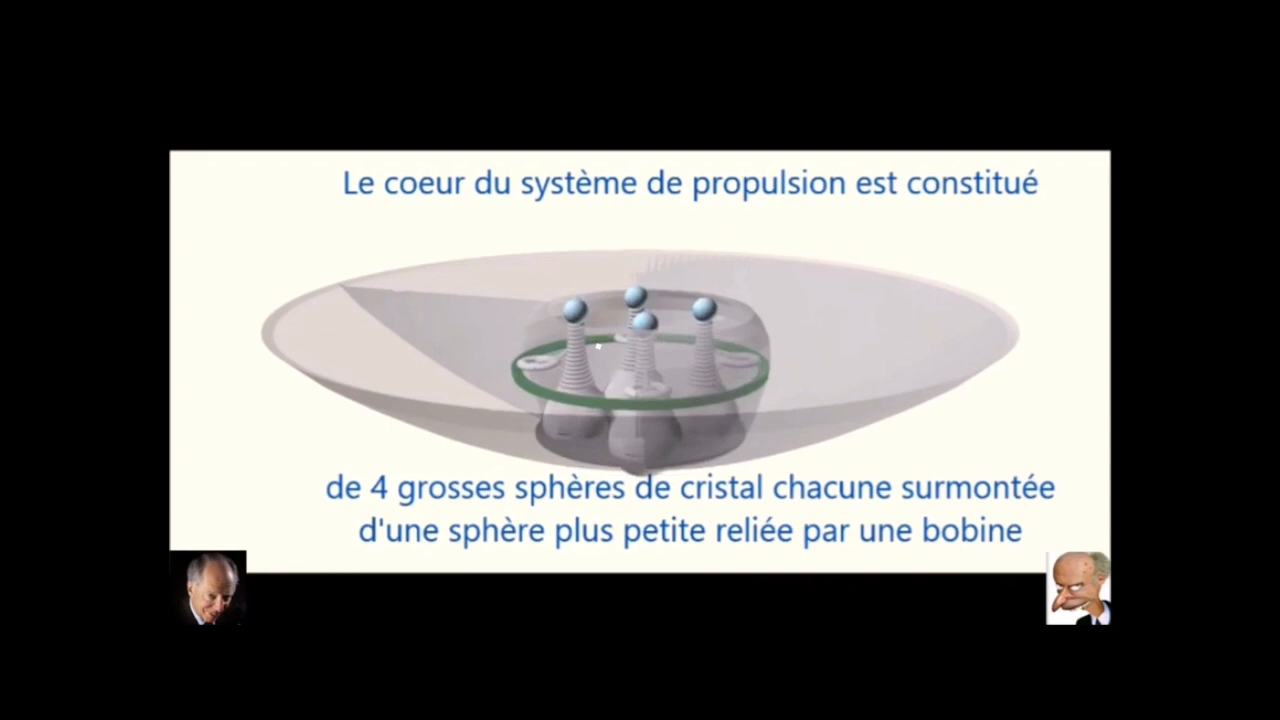 Le coeur du système de propulsion est constitué
de 4 grosses sphères de cristal chacune surmontée
d'une sphère plus petite reliée par une bobine